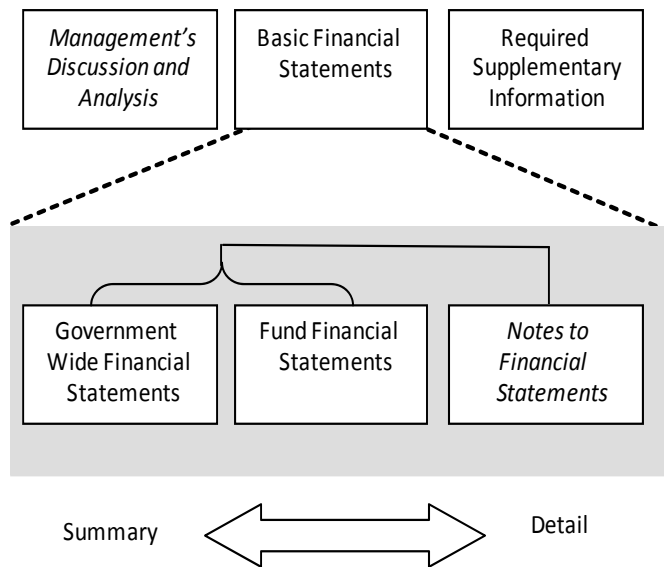 Management’s
Discussion and
Analysis
Basic Financial
Statements
Required
Supplementary
Information
Government
Wide Financial
Statements
Fund Financial
Statements
Notes to
Financial
Statements
Summary
Detail